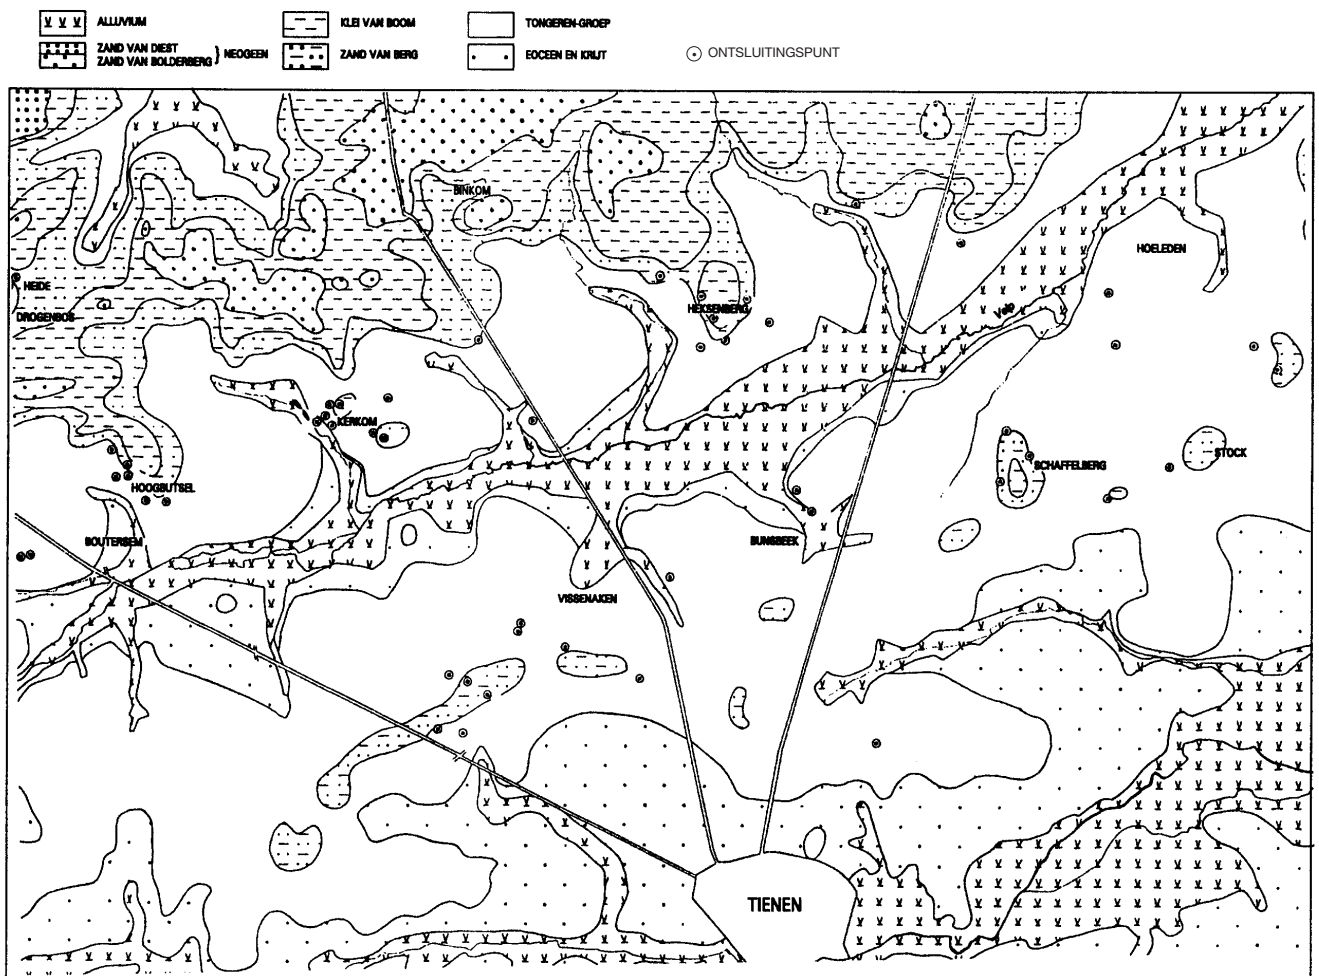 ALLUVIUM
ZAND VAN DIEST
ZAND VAN BOLDERBERG
NEOGEEN
KLEI VAN BOOM
ZAND VAN BERG
TONGEREN-GROEP
EOCEEN EN KRIJT
ONTSLUITINGSPUNT
BINKOM
HOELEDEN
HEIDE
DROGENBOS
HEKSENBERG
Velp
KERKOM
STOCK
SCHAFFELBERG
HOOGBUTSEL
BOUTERSEM
BUNSBEEK
VISSENAKEN
TIENEN